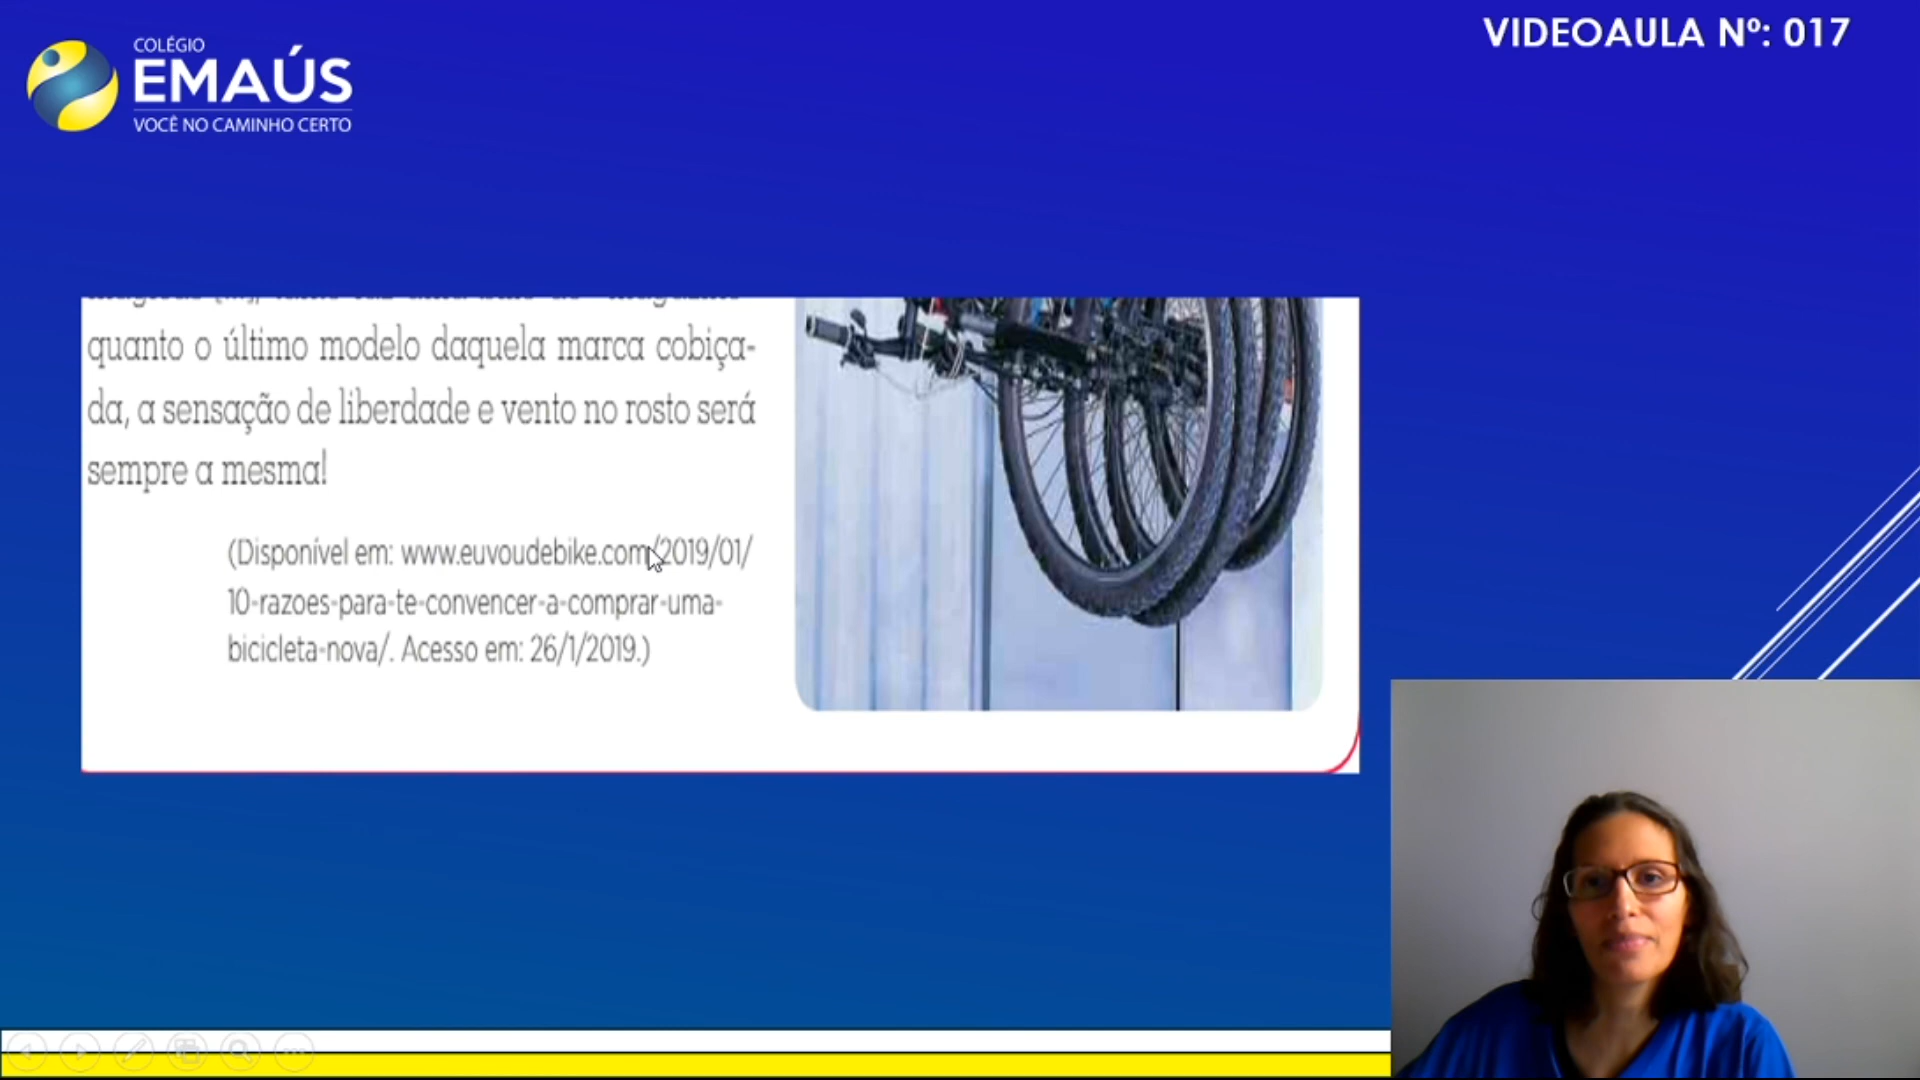 VIDEOAULA Nº: 017
COLÉGIO
EMAÚS
VOCÊ NO CAMINHO CERTO
quanto o último modelo daquela marca cobiça-
da, a sensação de liberdade e vento no rosto será
sempre a mesma!
(Disponível em: www.euvoudebike.com/2019/01/
10-razoes-para-te-convencer-a-comprar-uma-
bicicleta-nova/. Acesso em: 26/1/2019.)